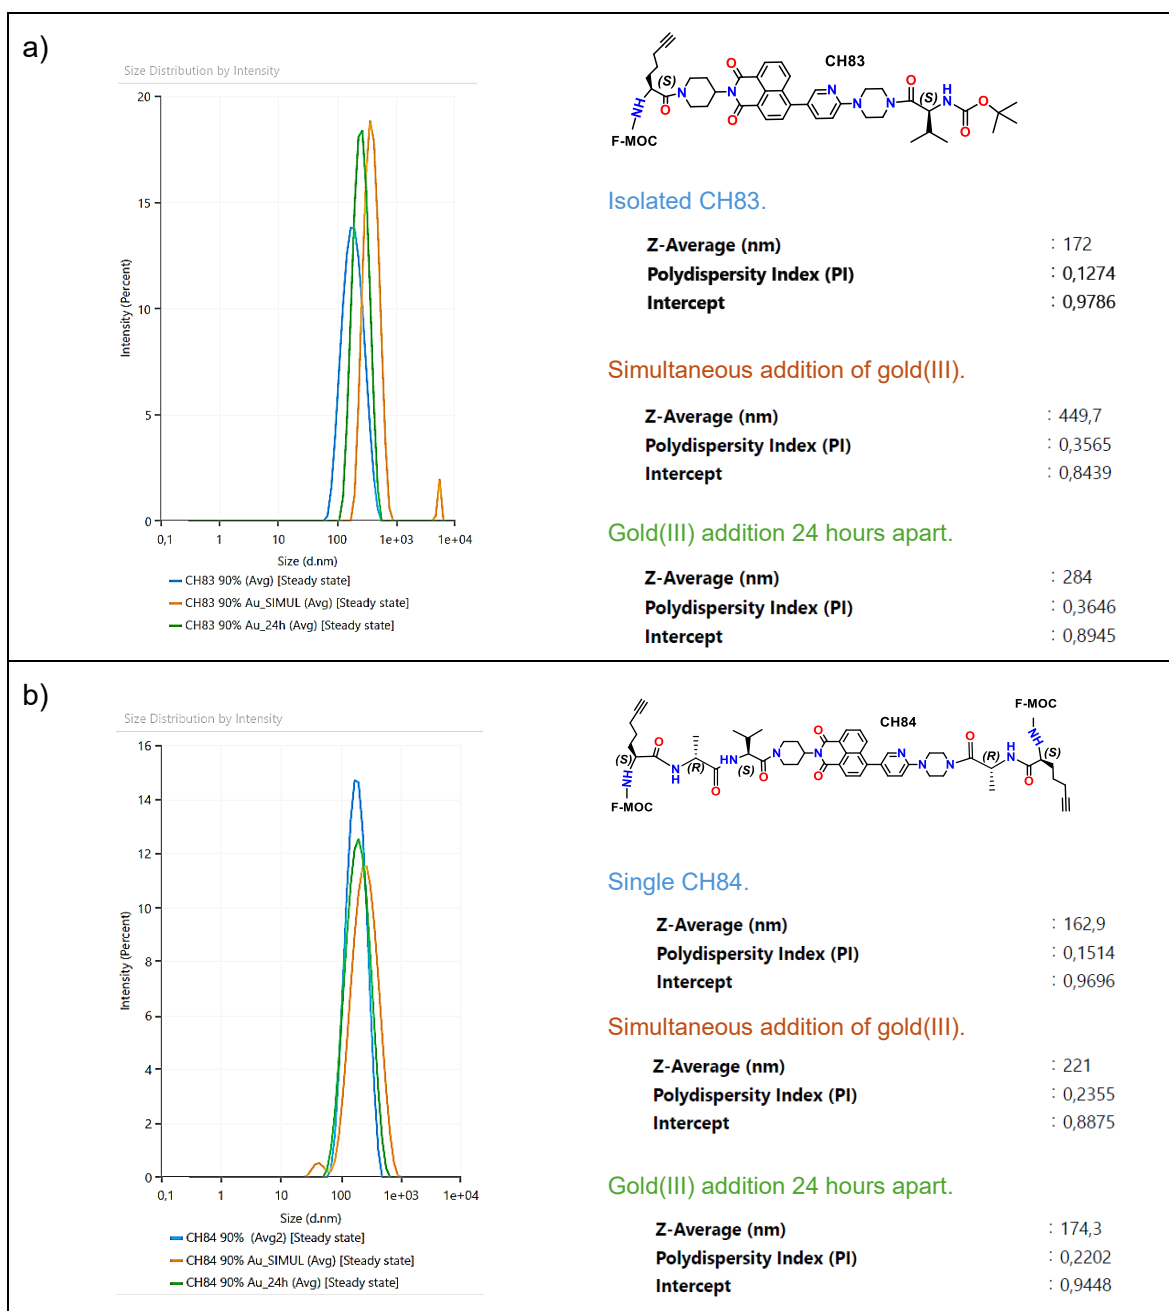 a)
Size Distribution by Intensity
20
15
10
5
0
Intensity (Percent)
0,1 1 10 100 1e+03 1e+04
Size (d.nm)
CH83 90% (Avg) [Steady state]
CH83 90% Au_SIMUL (Avg) [Steady state]
CH83 90% Au_24h (Avg) [Steady state]
CH83
(S)
NH
F-MOC
O
N
N
O
O
N
N
N
O
(S)
H
N
O
O
Isolated CH83.
Z-Average (nm) : 172
Polydispersity Index (PI) : 0,1274
Intercept : 0,9786
Simultaneous addition of gold(III).
Z-Average (nm) : 449,7
Polydispersity Index (PI) : 0,3565
Intercept : 0,8439
Gold(III) addition 24 hours apart.
Z-Average (nm) : 284
Polydispersity Index (PI) : 0,3646
Intercept : 0,8945
b)
Size Distribution by Intensity
16
14
12
10
8
6
4
2
0
Intensity (Percent)
0,1 1 10 100 1e+03 1e+04
Size (d.nm)
CH84 90% (Avg2) [Steady state]
CH84 90% Au_SIMUL (Avg) [Steady state]
CH84 90% Au_24h (Avg) [Steady state]
CH84
F-MOC
NH
(S)
O
N
H
(R)
O
NH
(S)
O
N
N
O
O
N
N
N
O
(R)
H
N
O
(S)
NH
F-MOC
Single CH84.
Z-Average (nm) : 162,9
Polydispersity Index (PI) : 0,1514
Intercept : 0,9696
Simultaneous addition of gold(III).
Z-Average (nm) : 221
Polydispersity Index (PI) : 0,2355
Intercept : 0,8875
Gold(III) addition 24 hours apart.
Z-Average (nm) : 174,3
Polydispersity Index (PI) : 0,2202
Intercept : 0,9448